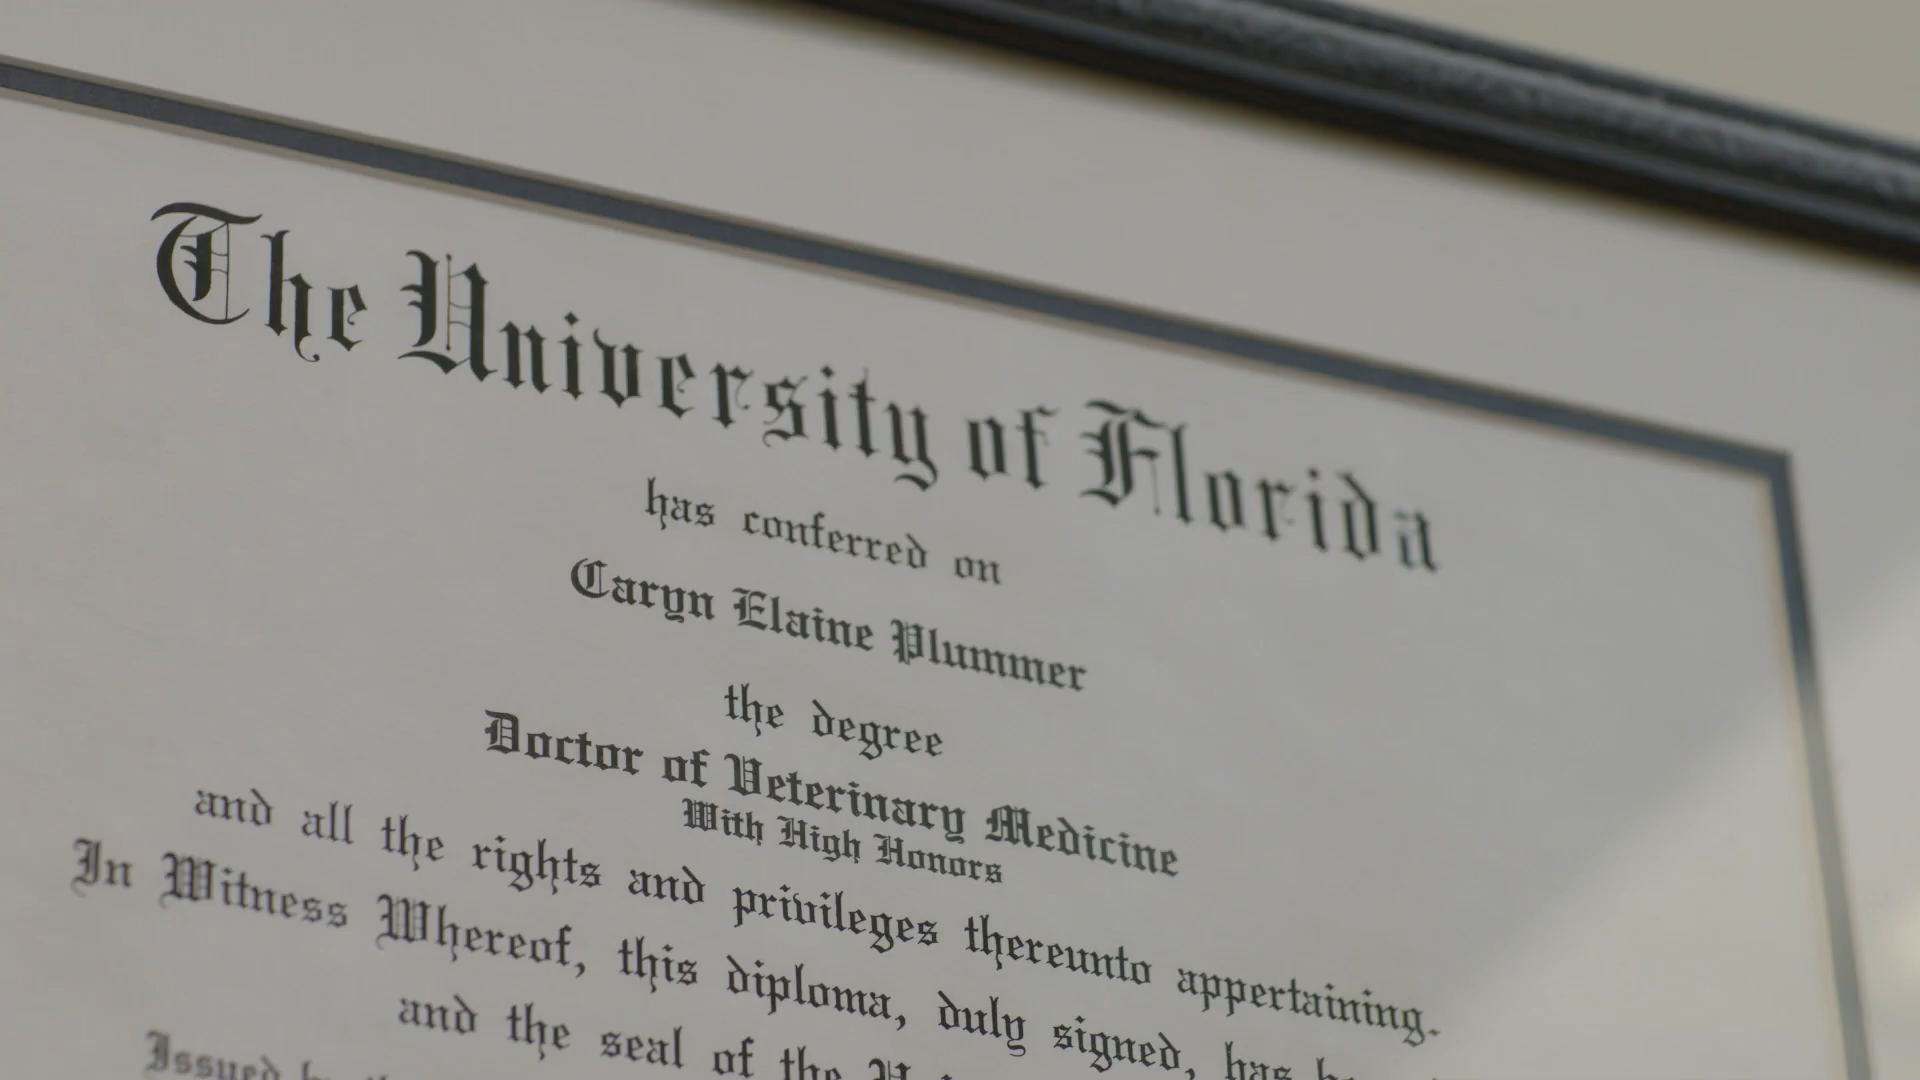 The University of Florida
has conferred on
Caryn Elaine Plummer
the degree
Doctor of Veterinary Medicine
With High Honors
and all the rights and privileges thereunto appertaining.
In Witness Whereof, this diploma, duly signed, has
and the seal of the
Issued